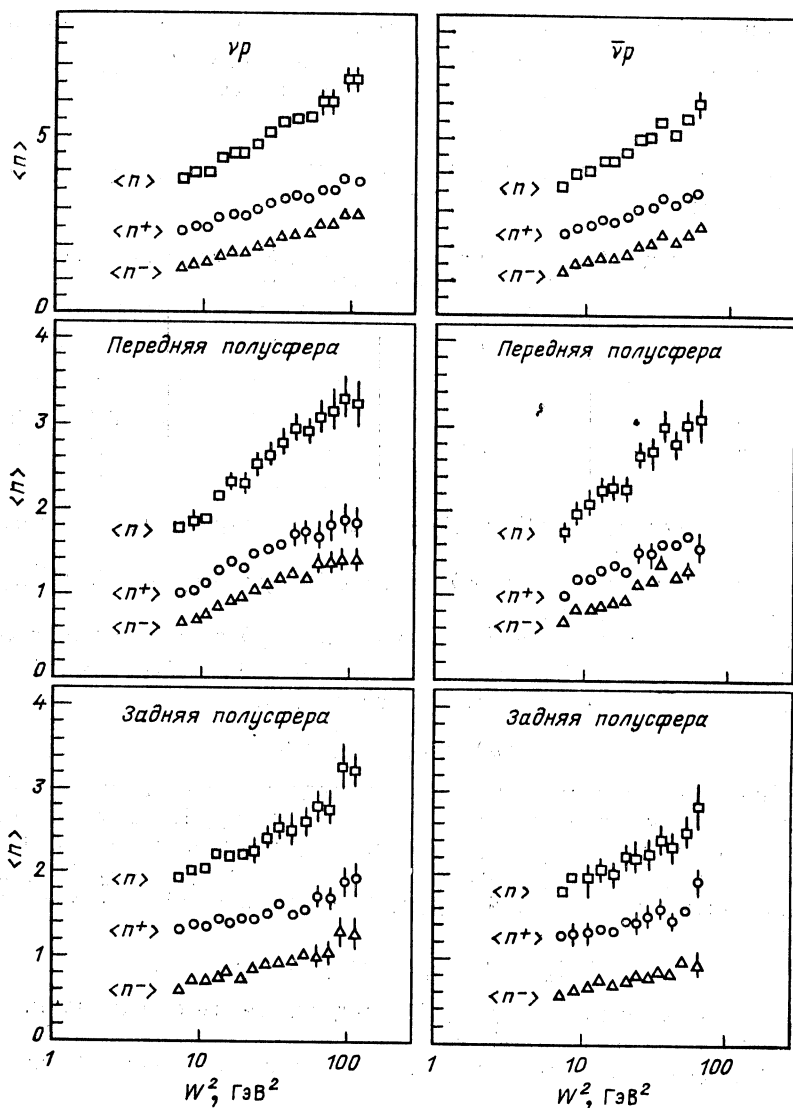 νp
ν̄p
<n>
5
0
<n>
<n+>
<n−>
<n>
<n+>
<n−>
Передняя полусфера
Передняя полусфера
<n>
4
3
2
1
0
<n>
<n+>
<n−>
<n>
<n+>
<n−>
Задняя полусфера
Задняя полусфера
<n>
4
3
2
1
0
<n>
<n+>
<n−>
<n>
<n+>
<n−>
1 10 100
1 10 100
W², ГэВ²
W², ГэВ²